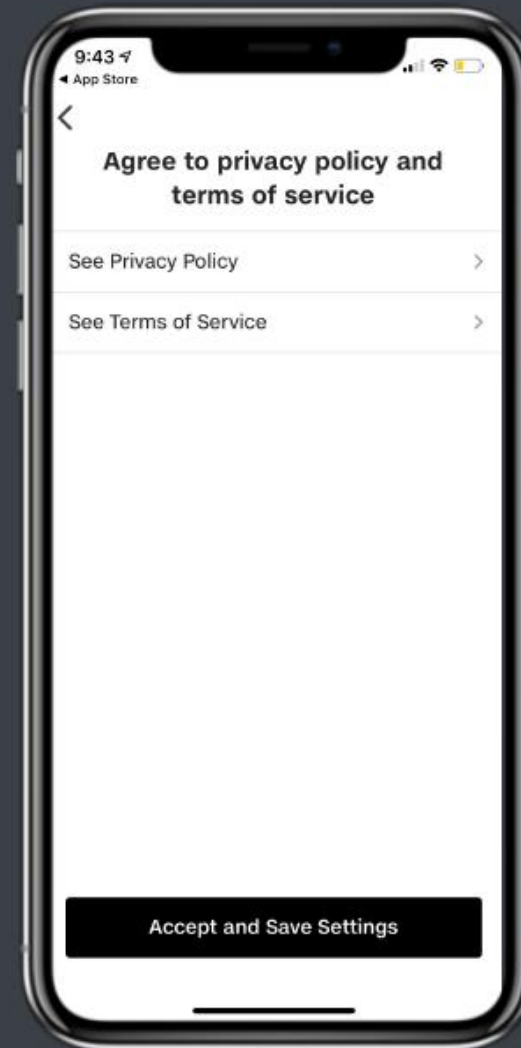 9:43
◀ App Store
Agree to privacy policy and
terms of service
See Privacy Policy
See Terms of Service
Accept and Save Settings